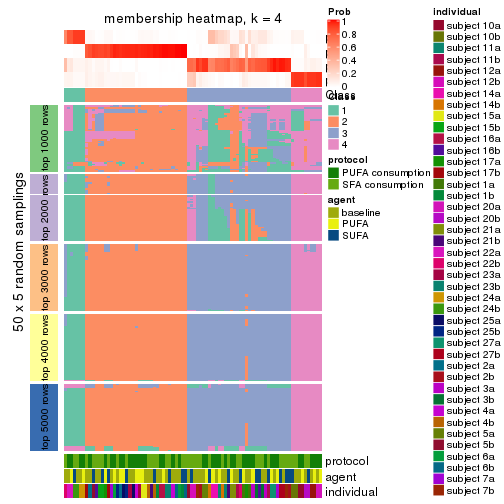 membership heatmap, k = 4
50 x 5 random samplings
top 1000 rows
top 2000 rows
top 3000 rows
top 4000 rows
top 5000 rows
protocol
agent
individual
Prob
1
0.8
0.6
0.4
0.2
0
Class
1
2
3
4
protocol
PUFA consumption
SFA consumption
agent
baseline
PUFA
SUFA
individual
subject 10a
subject 10b
subject 11a
subject 11b
subject 12a
subject 12b
subject 14a
subject 14b
subject 15a
subject 15b
subject 16a
subject 16b
subject 17a
subject 17b
subject 1a
subject 1b
subject 20a
subject 20b
subject 21a
subject 21b
subject 22a
subject 22b
subject 23a
subject 23b
subject 24a
subject 24b
subject 25a
subject 25b
subject 27a
subject 27b
subject 2a
subject 2b
subject 3a
subject 3b
subject 4a
subject 4b
subject 5a
subject 5b
subject 6a
subject 6b
subject 7a
subject 7b